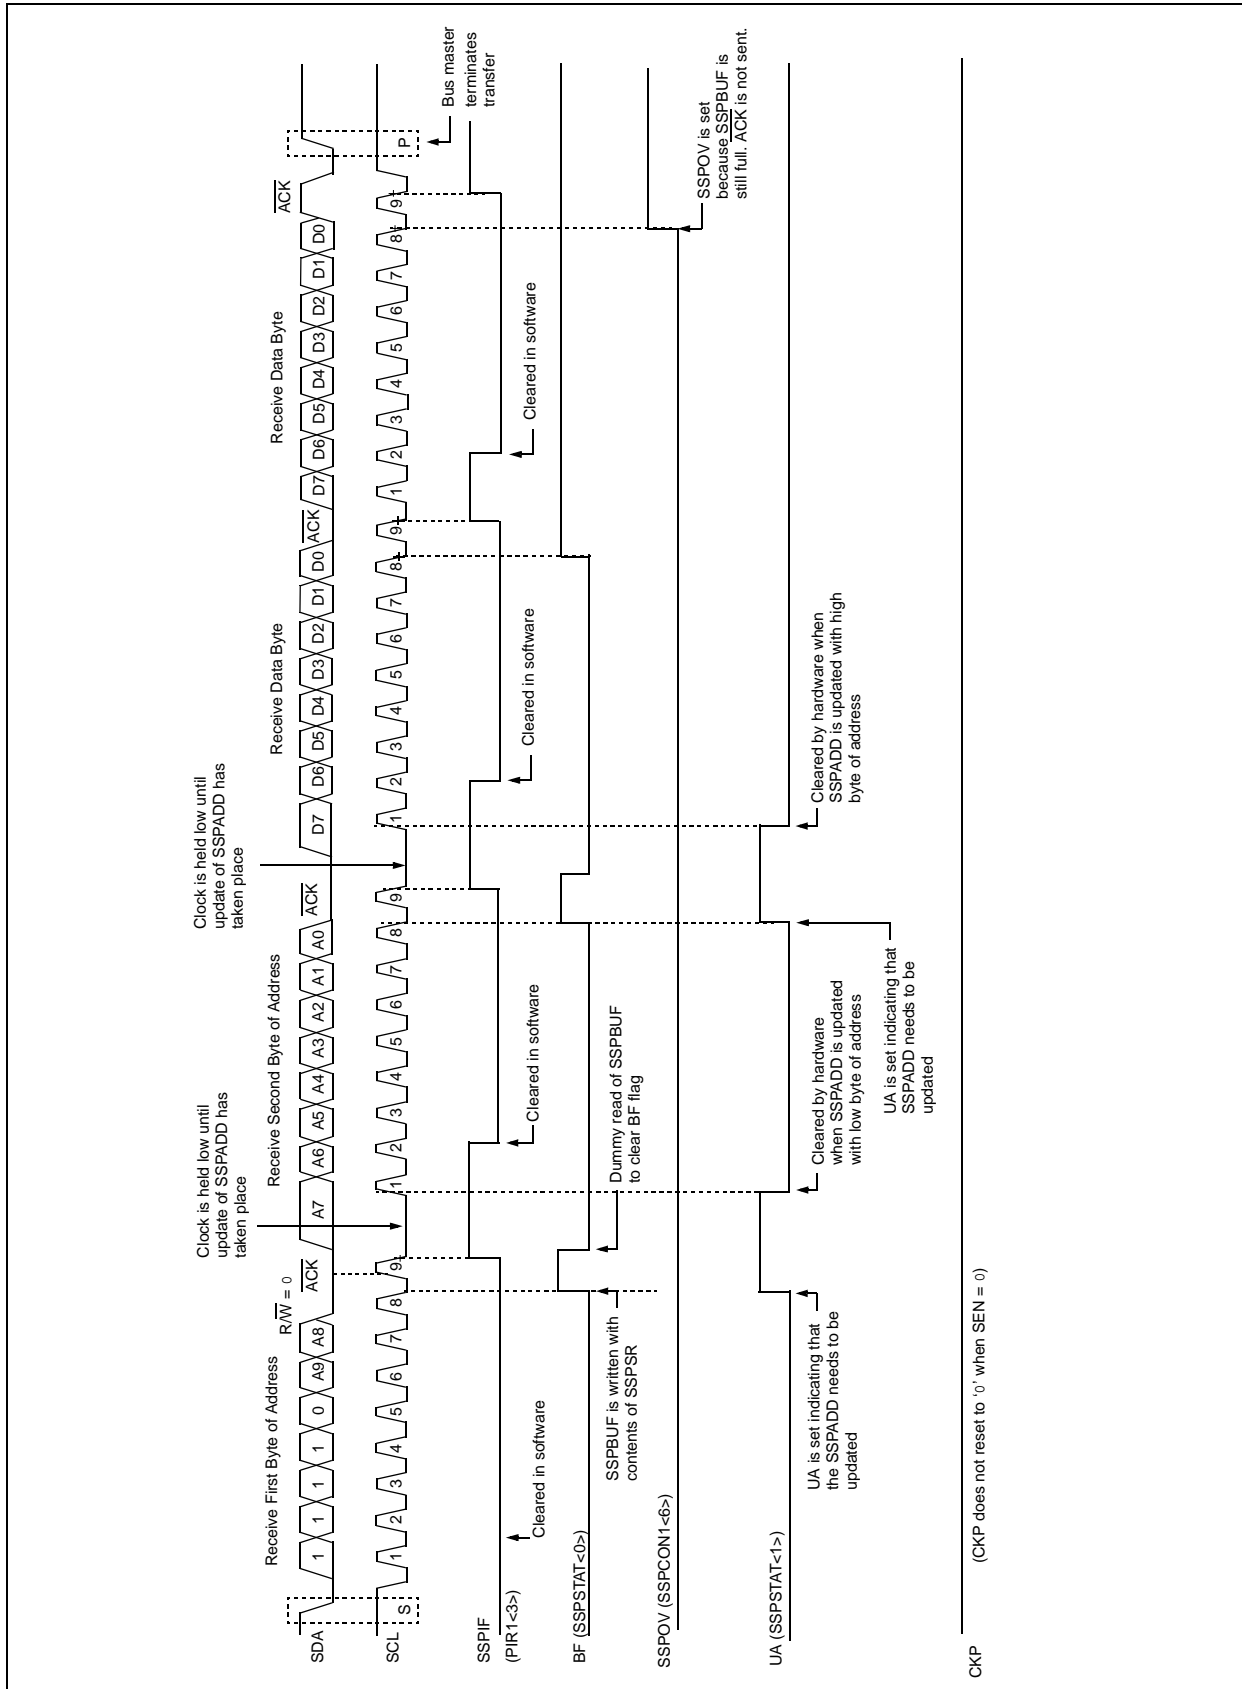 Clock is held low until
update of SSPADD has
taken place
Clock is held low until
update of SSPADD has
taken place
Receive First Byte of Address
R/W = 0
ACK
Receive Second Byte of Address
ACK
Receive Data Byte
ACK
Receive Data Byte
ACK
SDA
1 1 1 1 0 A9 A8
A7 A6 A5 A4 A3 A2 A1 A0
D7 D6 D5 D4 D3 D2 D1 D0
D7 D6 D5 D4 D3 D2 D1 D0
SCL
S
1 2 3 4 5 6 7 8 9
1 2 3 4 5 6 7 8 9
1 2 3 4 5 6 7 8 9
1 2 3 4 5 6 7 8 9
P
Bus master
terminates
transfer
SSPIF
(PIR1<3>)
Cleared in software
Cleared in software
Cleared in software
Cleared in software
BF (SSPSTAT<0>)
SSPBUF is written with
contents of SSPSR
Dummy read of SSPBUF
to clear BF flag
SSPOV (SSPCON1<6>)
SSPOV is set
because SSPBUF is
still full. ACK is not sent.
UA (SSPSTAT<1>)
UA is set indicating that
the SSPADD needs to be
updated
Cleared by hardware
when SSPADD is updated
with low byte of address
UA is set indicating that
SSPADD needs to be
updated
Cleared by hardware when
SSPADD is updated with high
byte of address
CKP
(CKP does not reset to ‘0’ when SEN = 0)